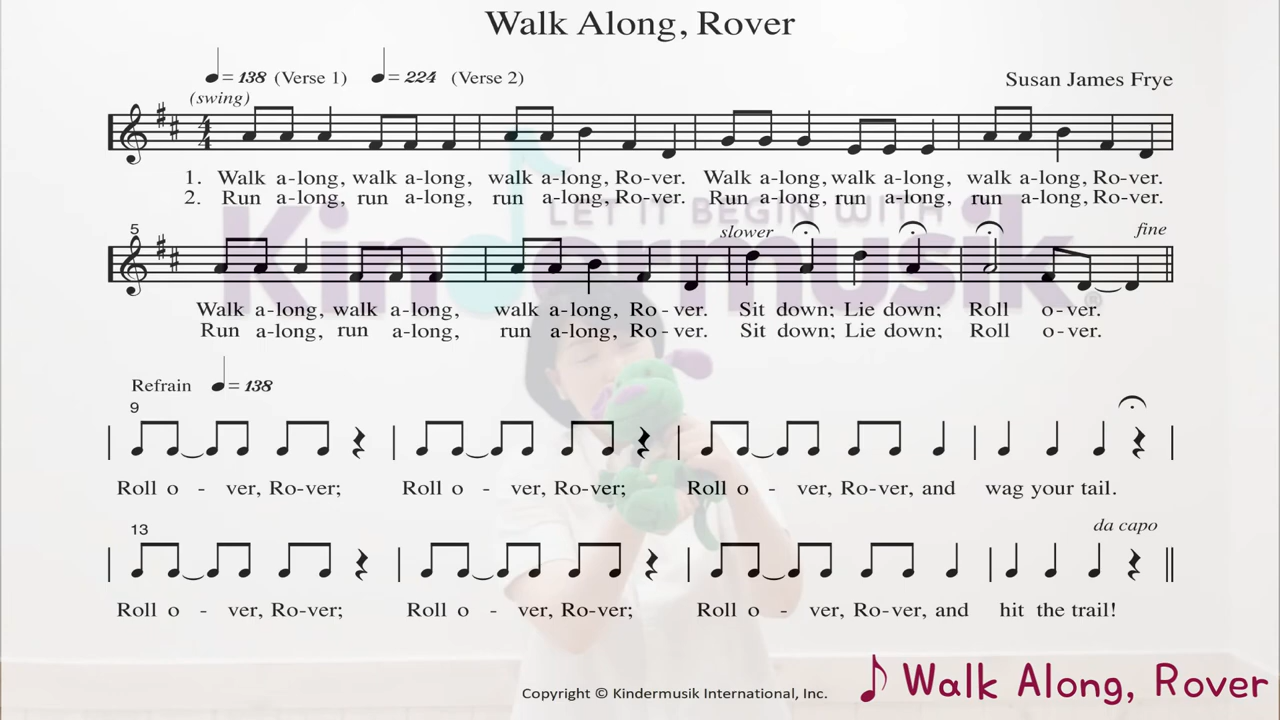 Walk Along, Rover
= 138 (Verse 1) = 224 (Verse 2)
Susan James Frye
(swing)
4
4
1. Walk a-long, walk a-long, walk a-long, Ro-ver. Walk a-long, walk a-long, walk a-long, Ro-ver.
2. Run a-long, run a-long, run a-long, Ro-ver. Run a-long, run a-long, run a-long, Ro-ver.
LET IT BEGIN WITH
Kindermusik®
5
slower
fine
Walk a-long, walk a-long, walk a-long, Ro-ver. Sit down; Lie down; Roll o-ver.
Run a-long, run a-long, run a-long, Ro-ver. Sit down; Lie down; Roll o-ver.
Refrain = 138
9
Roll o - ver, Ro-ver; Roll o - ver, Ro-ver; Roll o - ver, Ro-ver, and wag your tail.
13
da capo
Roll o - ver, Ro-ver; Roll o - ver, Ro-ver; Roll o - ver, Ro-ver, and hit the trail!
Copyright © Kindermusik International, Inc.
Walk Along, Rover